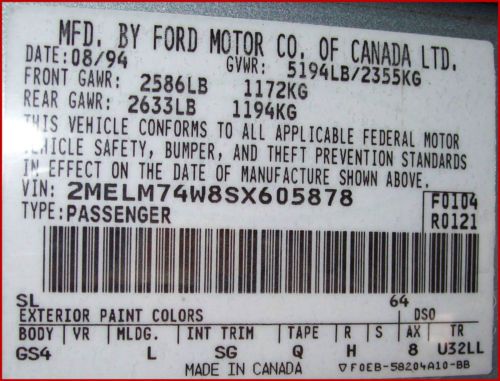 MFD. BY FORD MOTOR CO. OF CANADA LTD.
DATE: 08/94 GVWR: 5194LB/2355KG
FRONT GAWR: 2586LB 1172KG
REAR GAWR: 2633LB 1194KG
THIS VEHICLE CONFORMS TO ALL APPLICABLE FEDERAL MOTOR
VEHICLE SAFETY, BUMPER, AND THEFT PREVENTION STANDARDS
IN EFFECT ON THE DATE OF MANUFACTURE SHOWN ABOVE.
VIN: 2MELM74W8SX605878 F0104
TYPE: PASSENGER R0121
SL 64
EXTERIOR PAINT COLORS DSO
BODY VR MLDG. INT TRIM TAPE R S AX TR
GS4 L SG Q H 8 U32LL
MADE IN CANADA ▽F0EB-58204A10-BB